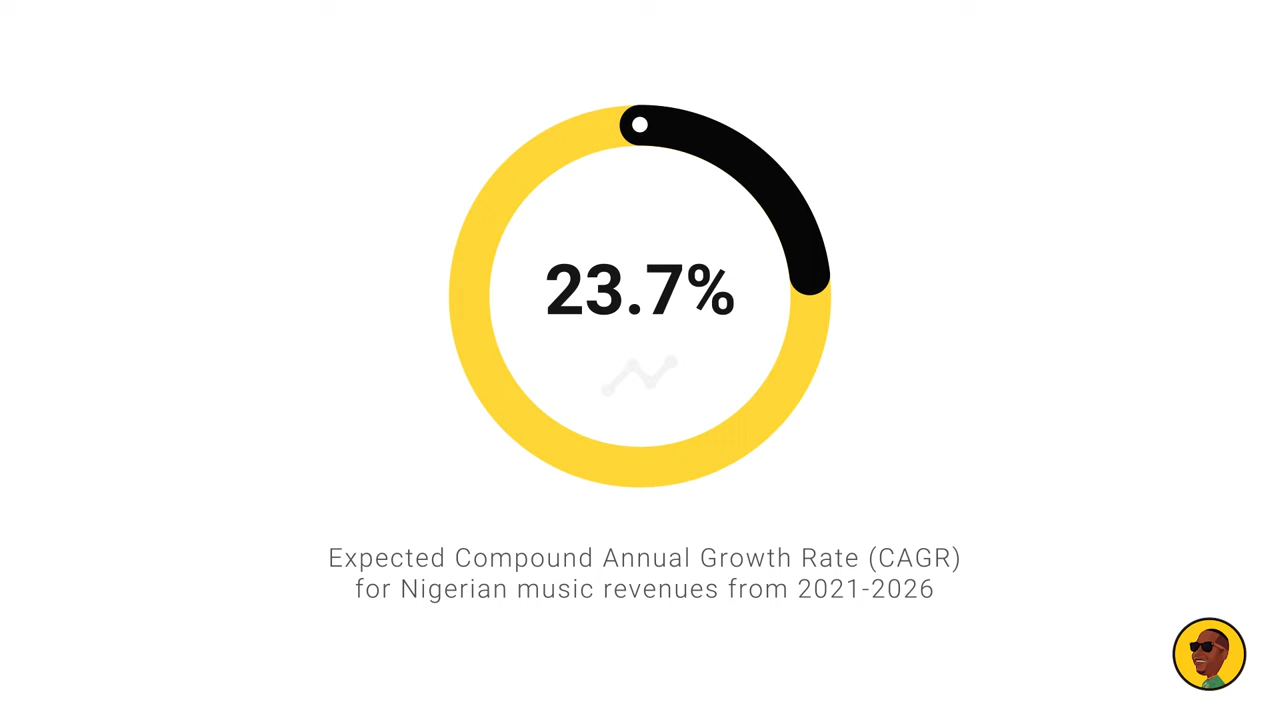 23.7%
Expected Compound Annual Growth Rate (CAGR)
for Nigerian music revenues from 2021-2026